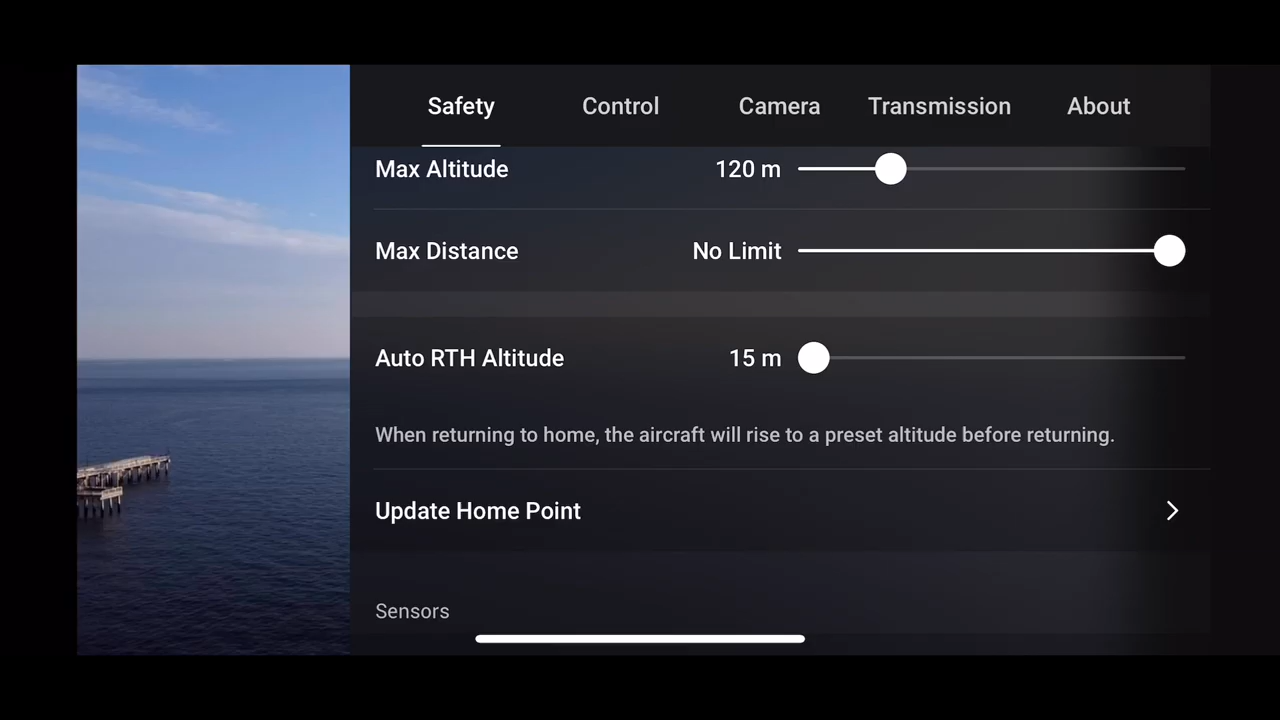 Safety Control Camera Transmission About
Max Altitude 120 m
Max Distance No Limit
Auto RTH Altitude 15 m
When returning to home, the aircraft will rise to a preset altitude before returning.
Update Home Point
Sensors